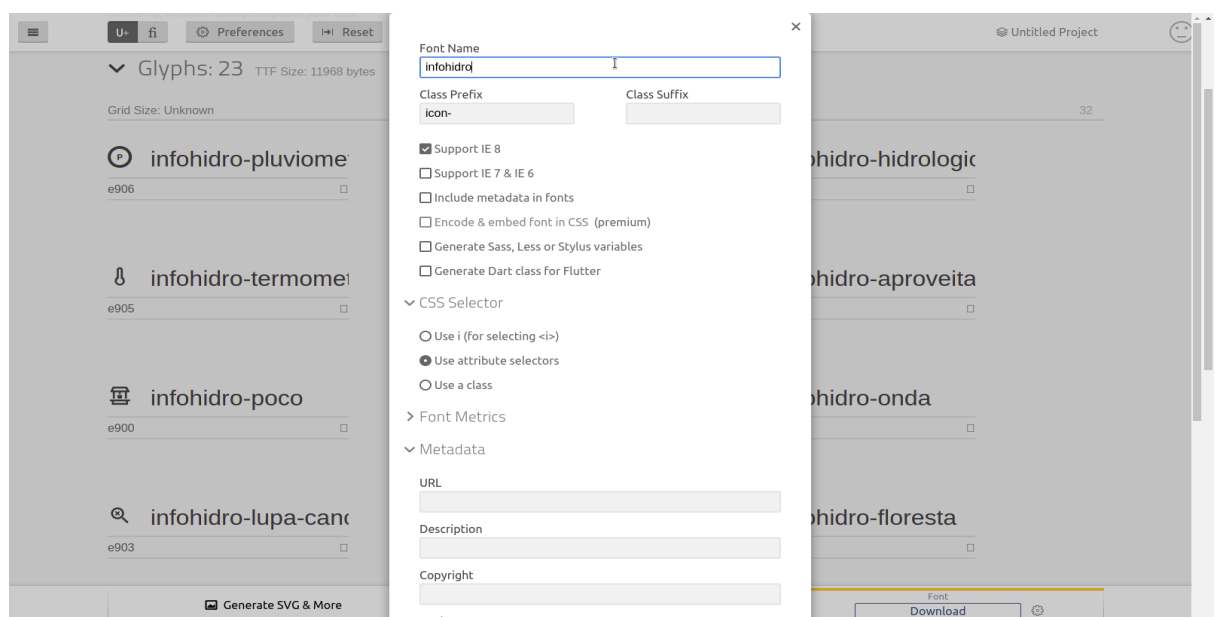 U+ fi Preferences Reset
Untitled Project
Glyphs: 23 TTF Size: 11968 bytes
Grid Size: Unknown
32
infohidro-pluviome
e906
infohidro-termome
e905
infohidro-poco
e900
infohidro-lupa-canc
e903
Generate SVG & More
Font Name
infohidro
Class Prefix
Class Suffix
icon-
Support IE 8
Support IE 7 & IE 6
Include metadata in fonts
Encode & embed font in CSS (premium)
Generate Sass, Less or Stylus variables
Generate Dart class for Flutter
CSS Selector
Use i (for selecting <i>)
Use attribute selectors
Use a class
Font Metrics
Metadata
URL
Description
Copyright
hidro-hidrologic
hidro-aproveita
hidro-onda
hidro-floresta
Font
Download